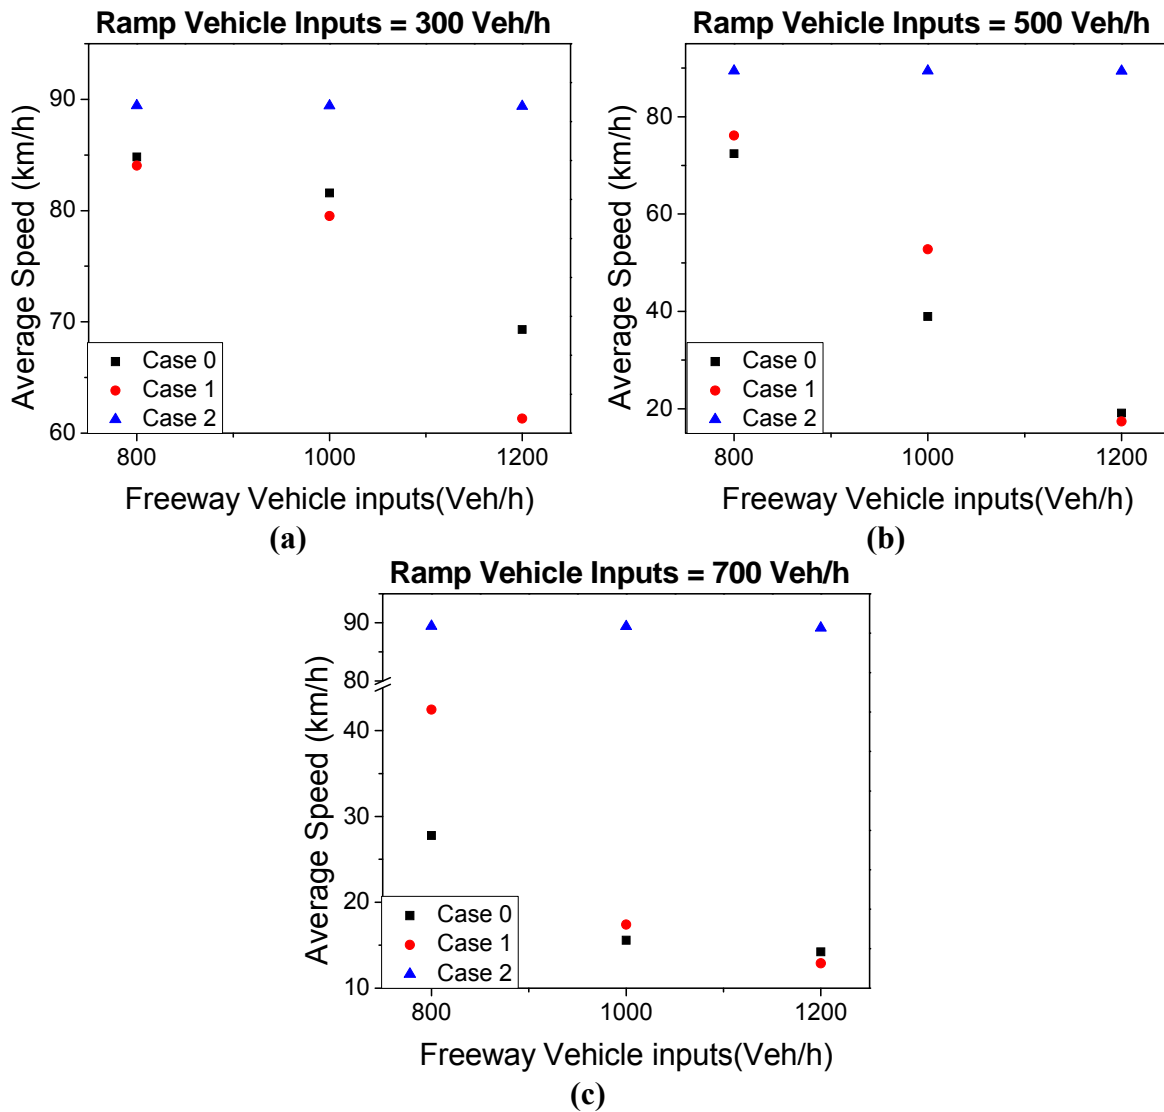 Ramp Vehicle Inputs = 300 Veh/h
Average Speed (km/h)
90
80
70
60
Case 0
Case 1
Case 2
800 1000 1200
Freeway Vehicle inputs(Veh/h)
(a)
Ramp Vehicle Inputs = 500 Veh/h
Average Speed (km/h)
80
60
40
20
Case 0
Case 1
Case 2
800 1000 1200
Freeway Vehicle inputs(Veh/h)
(b)
Ramp Vehicle Inputs = 700 Veh/h
Average Speed (km/h)
90
80
40
30
20
10
Case 0
Case 1
Case 2
800 1000 1200
Freeway Vehicle inputs(Veh/h)
(c)